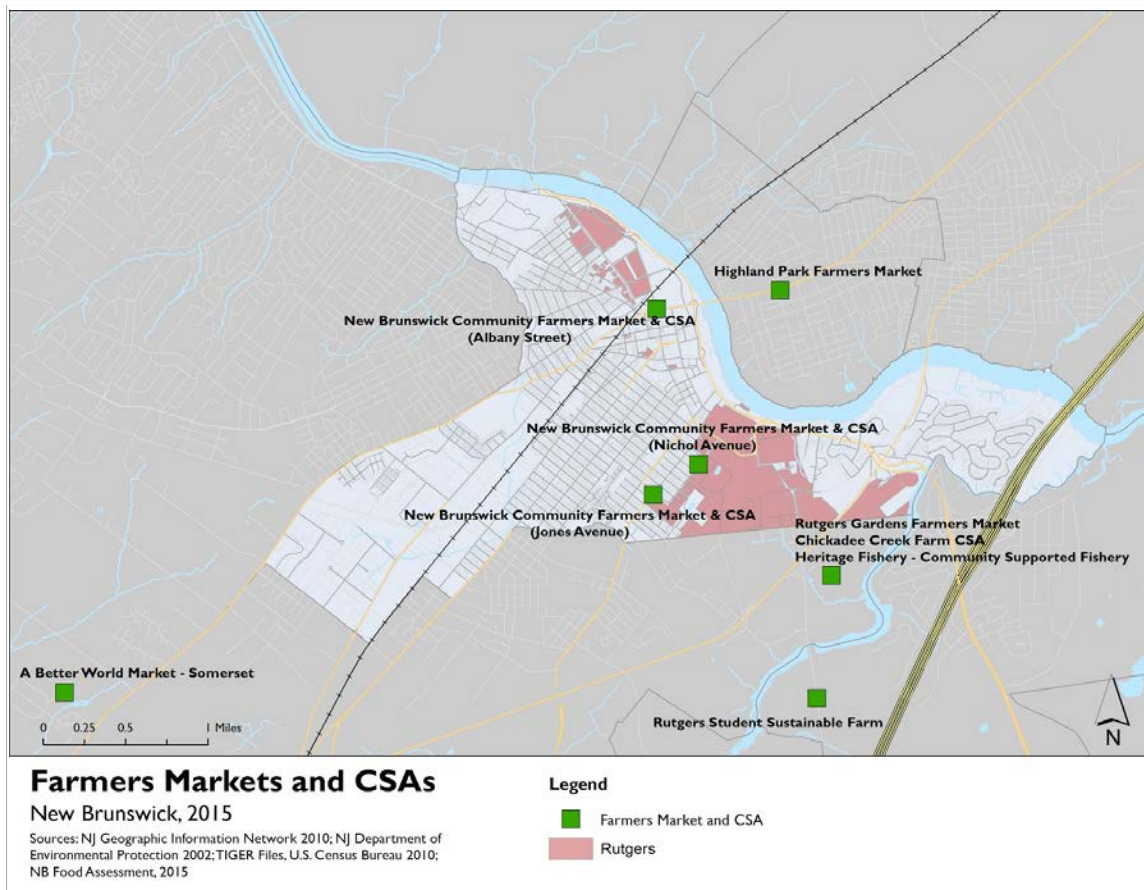 Highland Park Farmers Market
New Brunswick Community Farmers Market & CSA
(Albany Street)
New Brunswick Community Farmers Market & CSA
(Nichol Avenue)
New Brunswick Community Farmers Market & CSA
(Jones Avenue)
Rutgers Gardens Farmers Market
Chickadee Creek Farm CSA
Heritage Fishery - Community Supported Fishery
A Better World Market - Somerset
Rutgers Student Sustainable Farm
0 0.25 0.5 1 Miles
N
Farmers Markets and CSAs
New Brunswick, 2015
Sources: NJ Geographic Information Network 2010; NJ Department of
Environmental Protection 2002; TIGER Files, U.S. Census Bureau 2010;
NB Food Assessment, 2015
Legend
Farmers Market and CSA
Rutgers